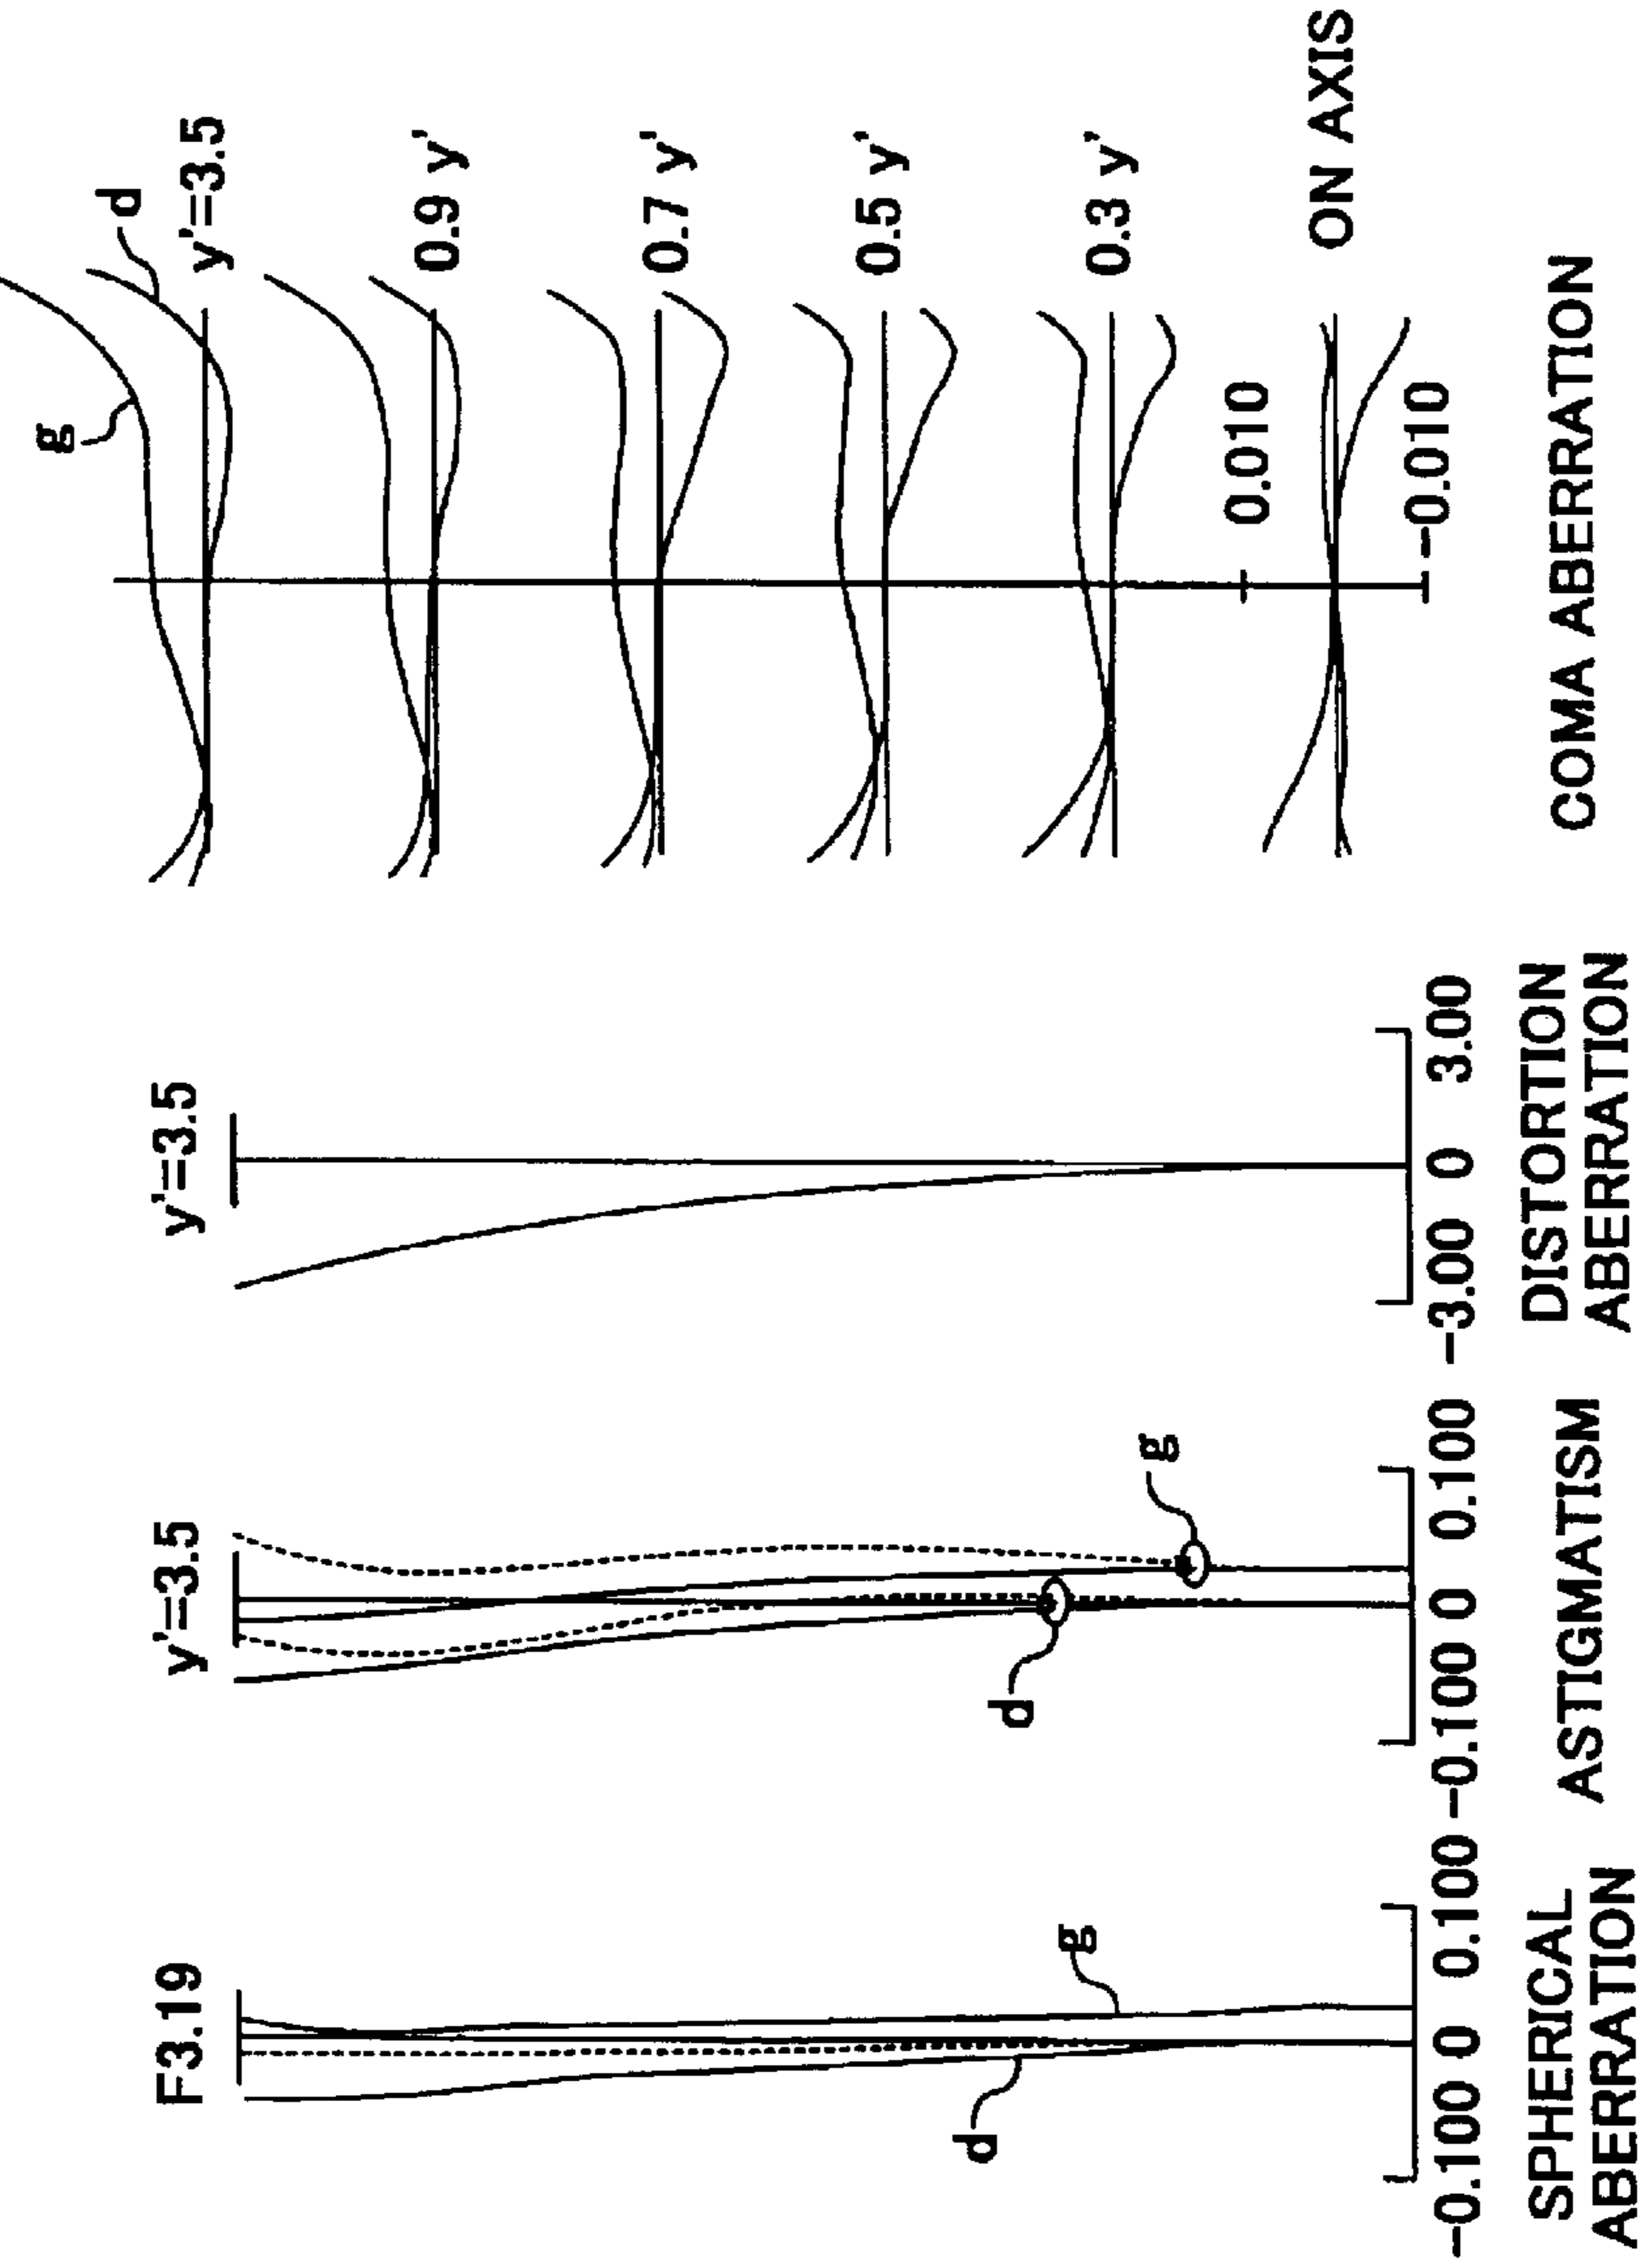 F3.19
g
d
-0.100 0 0.100
SPHERICAL
ABERRATION
y'=3.5
g
d
-0.100 0 0.100
ASTIGMATISM
y'=3.5
-3.00 0 3.00
DISTORTION
ABERRATION
g
d
y'=3.5
0.9 y'
0.7 y'
0.5 y'
0.3 y'
0.010
ON AXIS
-0.010
COMA ABERRATION